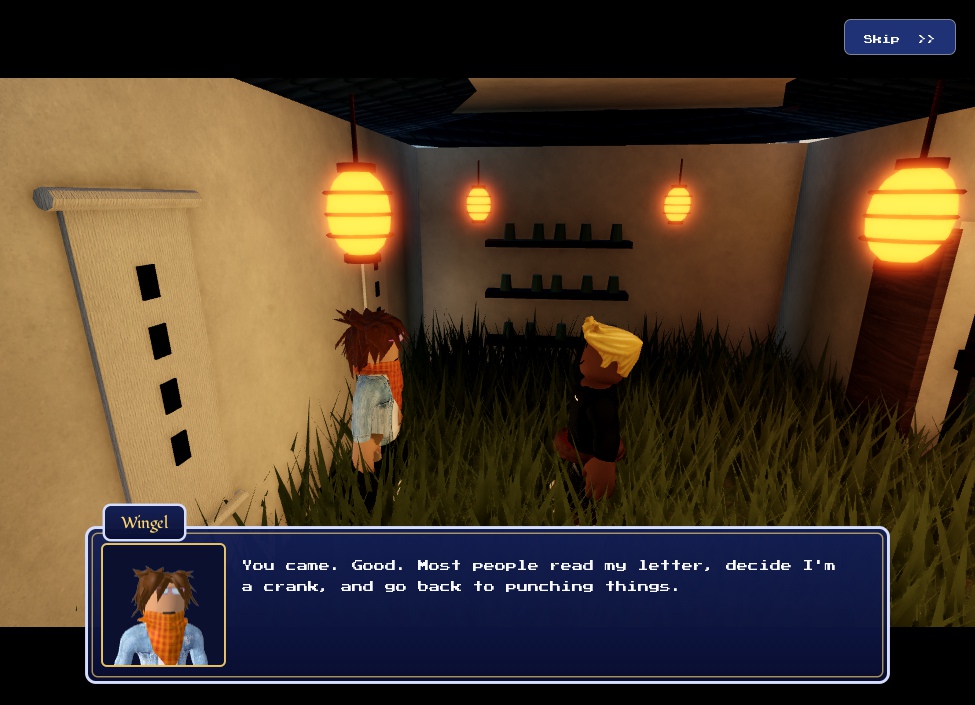 Skip >>
Wingel
You came. Good. Most people read my letter, decide I'm
a crank, and go back to punching things.